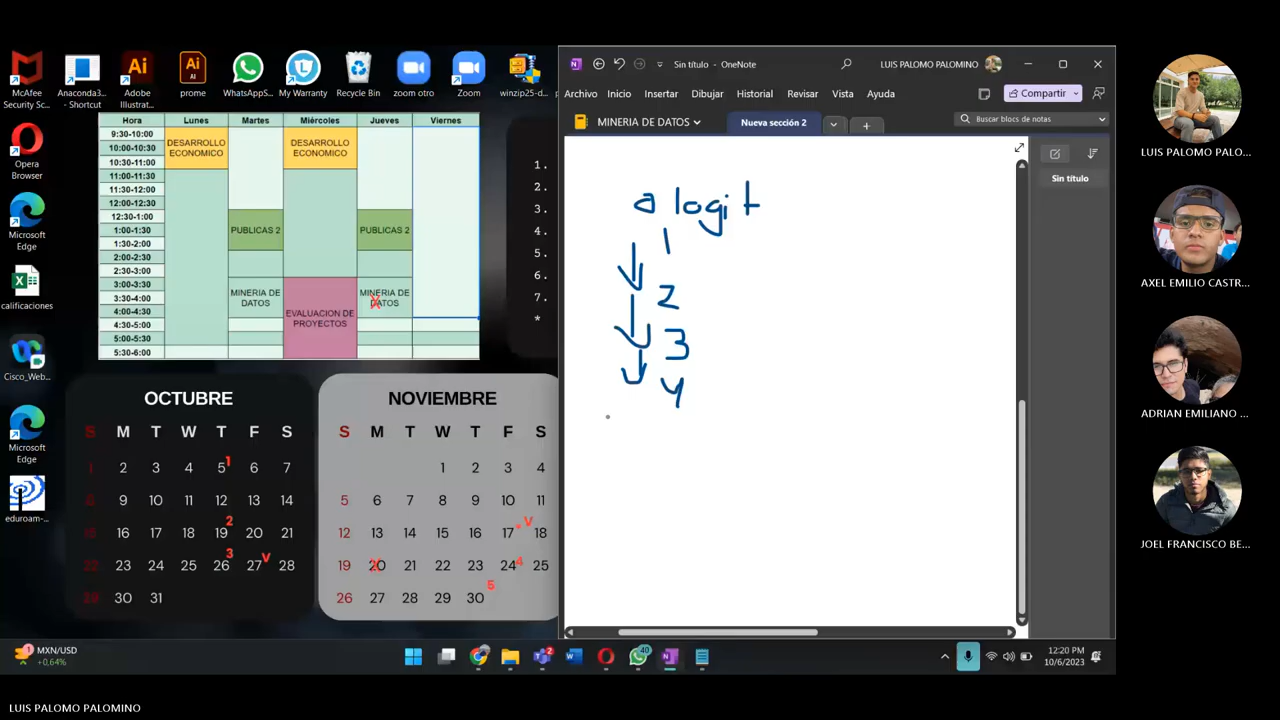 McAfee Security Sc...
Anaconda3... - Shortcut
Adobe Illustrat...
prome
WhatsAppS...
My Warranty
Recycle Bin
zoom otro
Zoom
winzip25-d...
Opera Browser
Microsoft Edge
calificaciones
Cisco_Web...
Microsoft Edge
eduroam-...
Hora Lunes Martes Miércoles Jueves Viernes
9:30-10:00
10:00-10:30
10:30-11:00
11:00-11:30
11:30-12:00
12:00-12:30
12:30-1:00
1:00-1:30
1:30-2:00
2:00-2:30
2:30-3:00
3:00-3:30
3:30-4:00
4:00-4:30
4:30-5:00
5:00-5:30
5:30-6:00
DESARROLLO ECONOMICO
DESARROLLO ECONOMICO
PUBLICAS 2
PUBLICAS 2
MINERIA DE DATOS
EVALUACION DE PROYECTOS
MINERIA DE DATOS
X
1.
2.
3.
4.
5.
6.
7.
*
OCTUBRE
S M T W T F S
1 2 3 4 5 1 6 7
8 9 10 11 12 13 14
15 16 17 18 19 2 20 21
22 23 24 25 26 3 27 V 28
29 30 31
NOVIEMBRE
S M T W T F S
1 2 3 4
5 6 7 8 9 10 11
12 13 14 15 16 17 V 18
19 20 21 22 23 24 4 25
26 27 28 29 30 5
Sin título - OneNote
LUIS PALOMO PALOMINO
Archivo Inicio Insertar Dibujar Historial Revisar Vista Ayuda
Compartir
MINERIA DE DATOS
Nueva sección 2
Buscar blocs de notas
Sin título
a logit
1
2
3
4
LUIS PALOMO PALO...
AXEL EMILIO CASTR...
ADRIAN EMILIANO ...
JOEL FRANCISCO BE...
1
MXN/USD
+0,64%
2
40
12:20 PM
10/6/2023
LUIS PALOMO PALOMINO